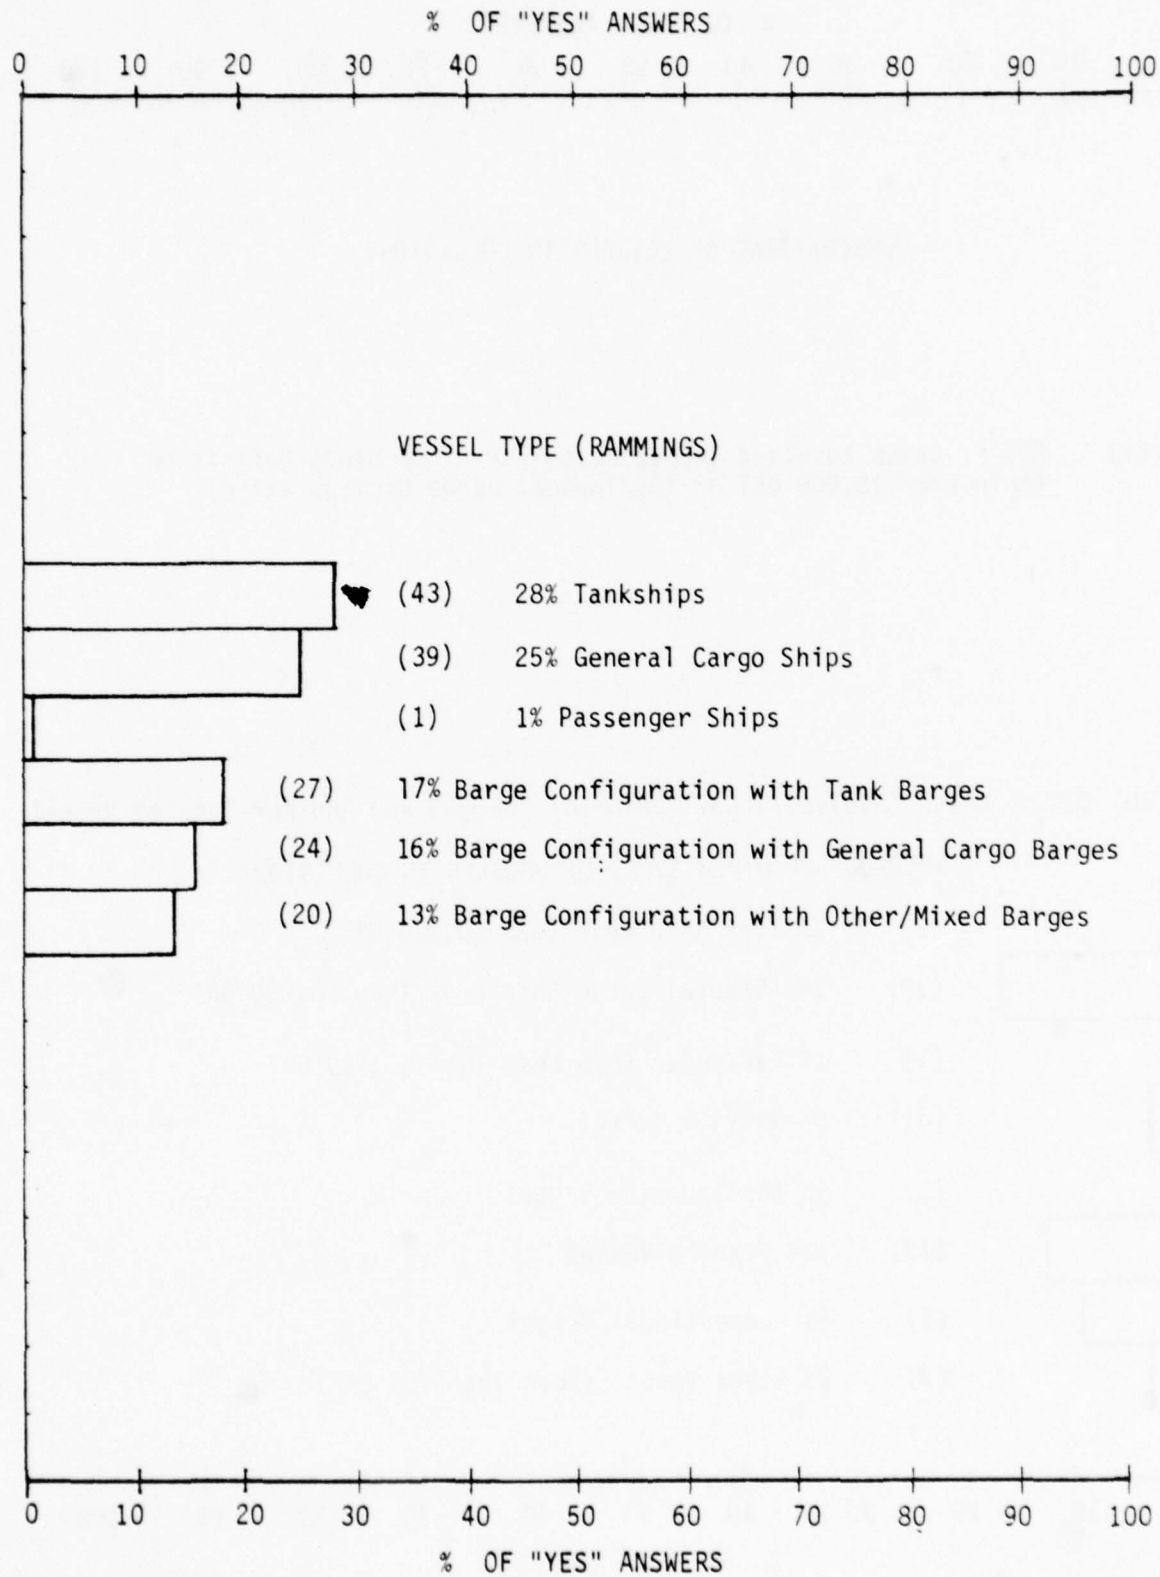 % OF "YES" ANSWERS
0 10 20 30 40 50 60 70 80 90 100
VESSEL TYPE (RAMMINGS)
(43) 28% Tankships
(39) 25% General Cargo Ships
(1) 1% Passenger Ships
(27) 17% Barge Configuration with Tank Barges
(24) 16% Barge Configuration with General Cargo Barges
(20) 13% Barge Configuration with Other/Mixed Barges
0 10 20 30 40 50 60 70 80 90 100
% OF "YES" ANSWERS